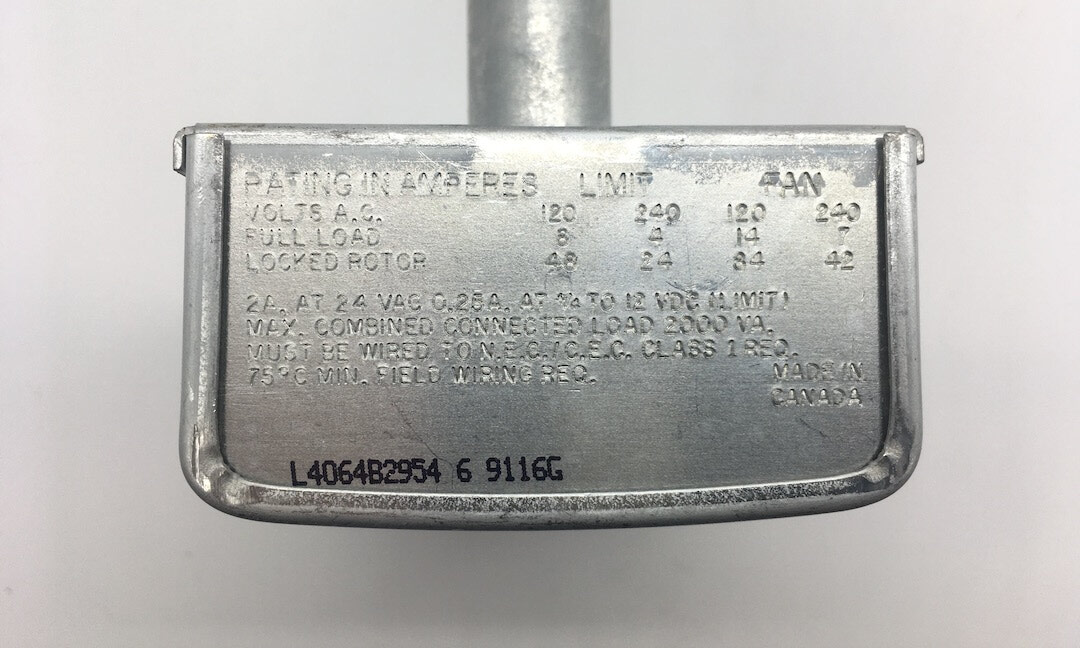 RATING IN AMPERES LIMIT FAN
VOLTS A.C. 120 240 120 240
FULL LOAD 8 4 14 7
LOCKED ROTOR 48 24 84 42
2A. AT 24 VAC 0.25A. AT ¼ TO 12 VDC (LIMIT)
MAX. COMBINED CONNECTED LOAD 2000 VA.
MUST BE WIRED TO N.E.C./C.E.C. CLASS 1 REQ.
75°C MIN. FIELD WIRING REQ. MADE IN
CANADA
L4064B2954 6 9116G